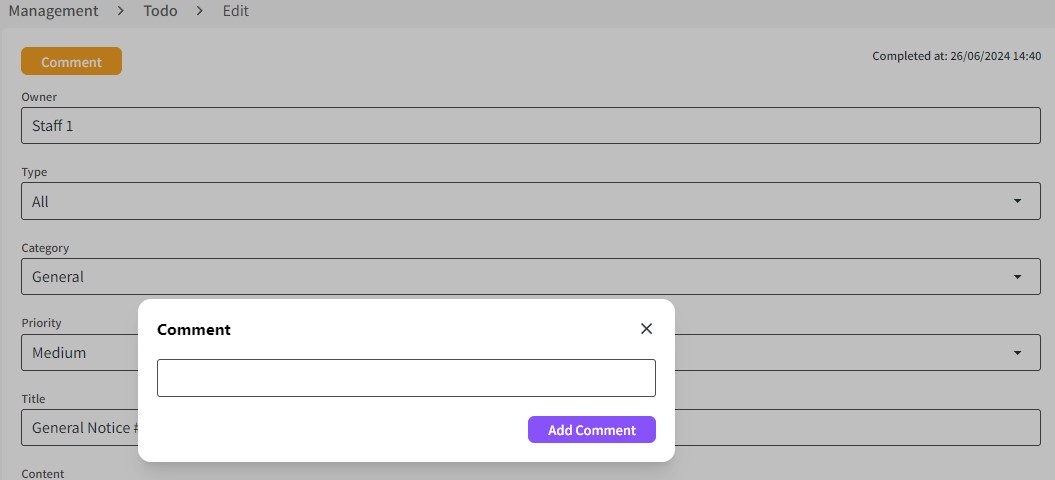 Management > Todo > Edit
Comment
Completed at: 26/06/2024 14:40
Owner
Staff 1
Type
All
Category
General
Priority
Medium
Title
General Notice #
Content
Comment
Add Comment